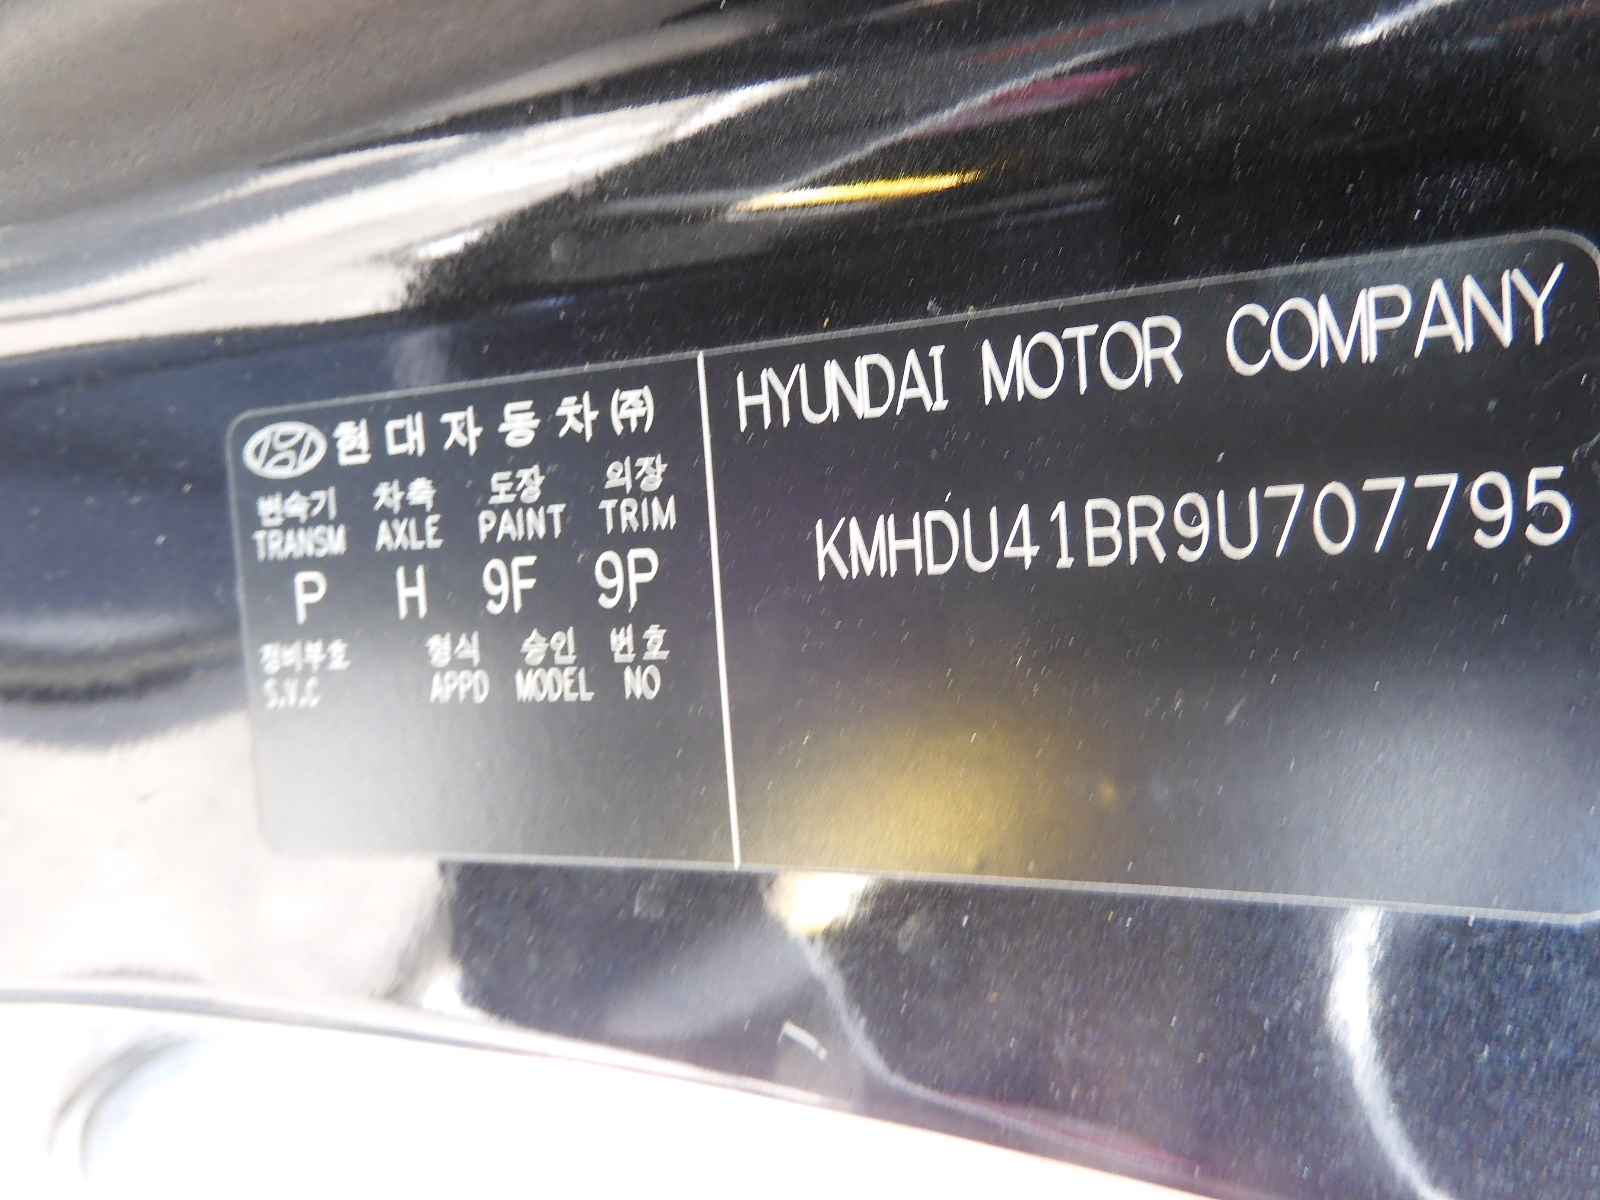 현대자동차(주)
변속기 차축 도장 의장
TRANSM AXLE PAINT TRIM
P H 9F 9P
정비부호 형식 승인 번호
S.V.C APPD MODEL NO
HYUNDAI MOTOR COMPANY
KMHDU41BR9U707795